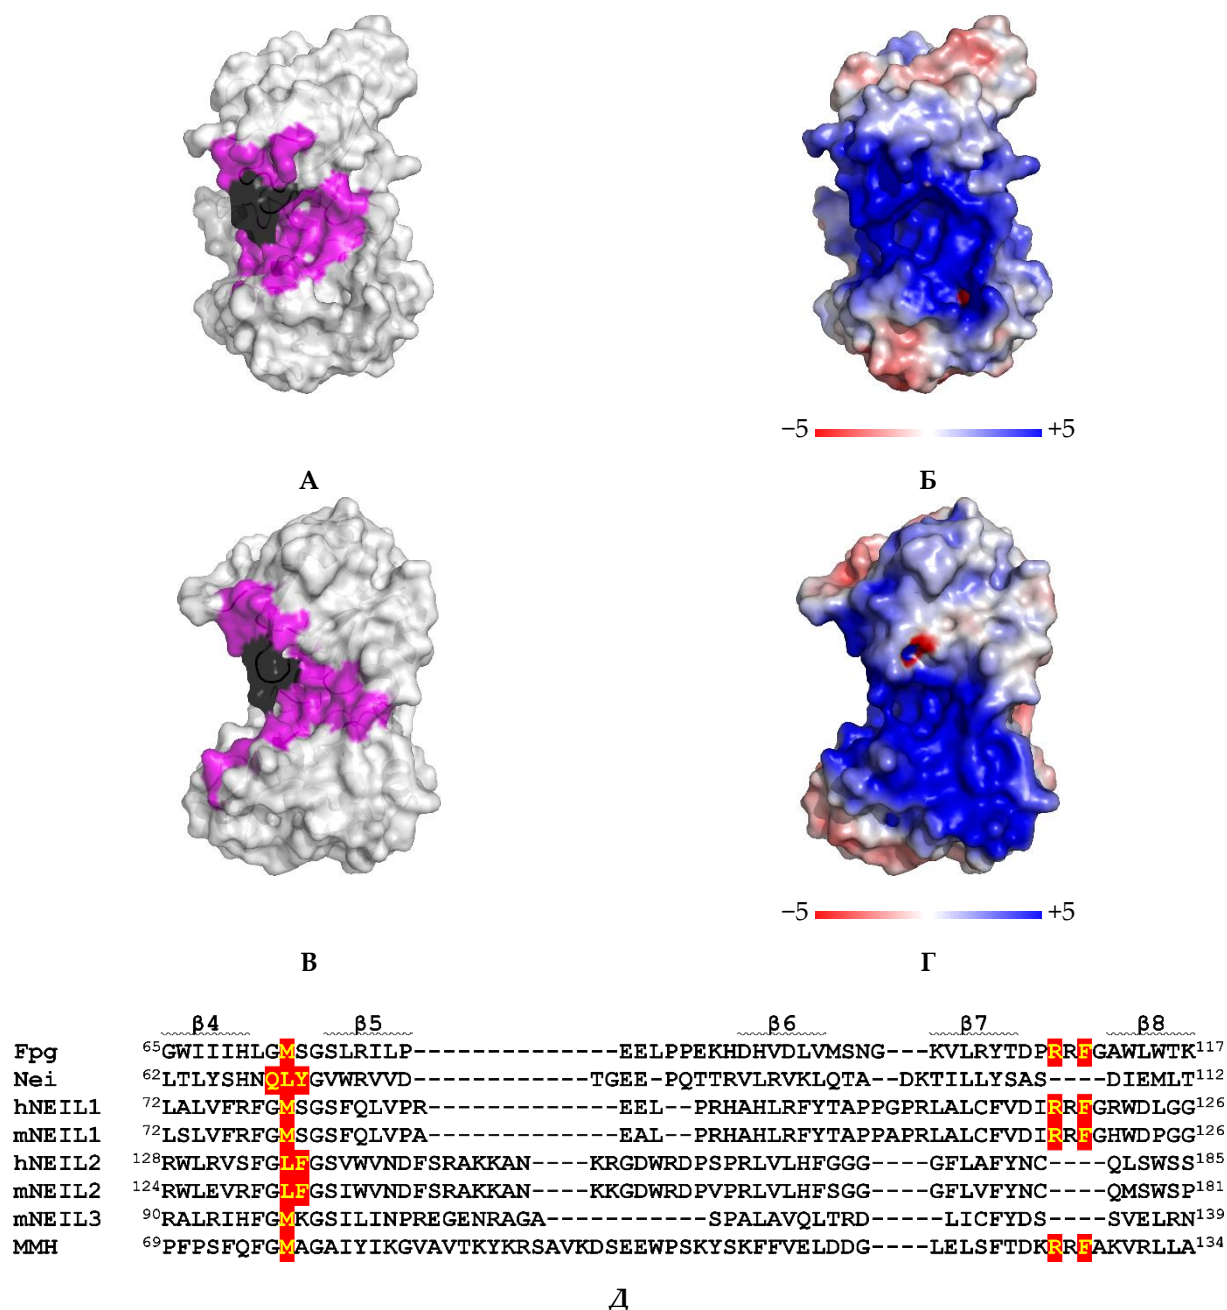 −5 +5
А Б
−5 +5
В Г
β4 β5 β6 β7 β8
Fpg 65GWIIIHLGMSGSLRILP-------------------EELPPEKHDHVDLVMSNG---KVLRYTDPRRFGAWLWTK117
Nei 62LTLYSHNQLYGVWRVVD-----------------TGEE-PQTTRVLRVKLQTA--DKTILLYSAS----DIEMLT112
hNEIL1 72LALVFRFGMSGSFQLVPR------------------EEL--PRHAHLRFYTAPPGPRLALCFVDIRRFGRWDLGG126
mNEIL1 72LSLVFRFGMSGSFQLVPA------------------EAL--PRHAHLRFYTAPPAPRLALCFVDIRRFGHWDPGG126
hNEIL2 128RWLRVSFGLFGSVWVNDFSRAKKAN----KRGDWRDPSPRLVLHFGGG----GFLAFYNC----QLSWSS185
mNEIL2 124RWLEVRFGLFGSIWVNDFSRAKKAN----KKGDWRDPVPRLVLHFSGG----GFLVFYNC----QMSWSP181
mNEIL3 90RALRIHFGMKGSILINPREGENRAGA------------SPALAVQLTRD----LICFYDS----SVELRN139
MMH 69PFPSFQFGMAGAIYIKGVAVTKYKRSAVKDSEEWPSKYSKFFVELDDG----LELSFTDKRRFAKVRLLA134
Д